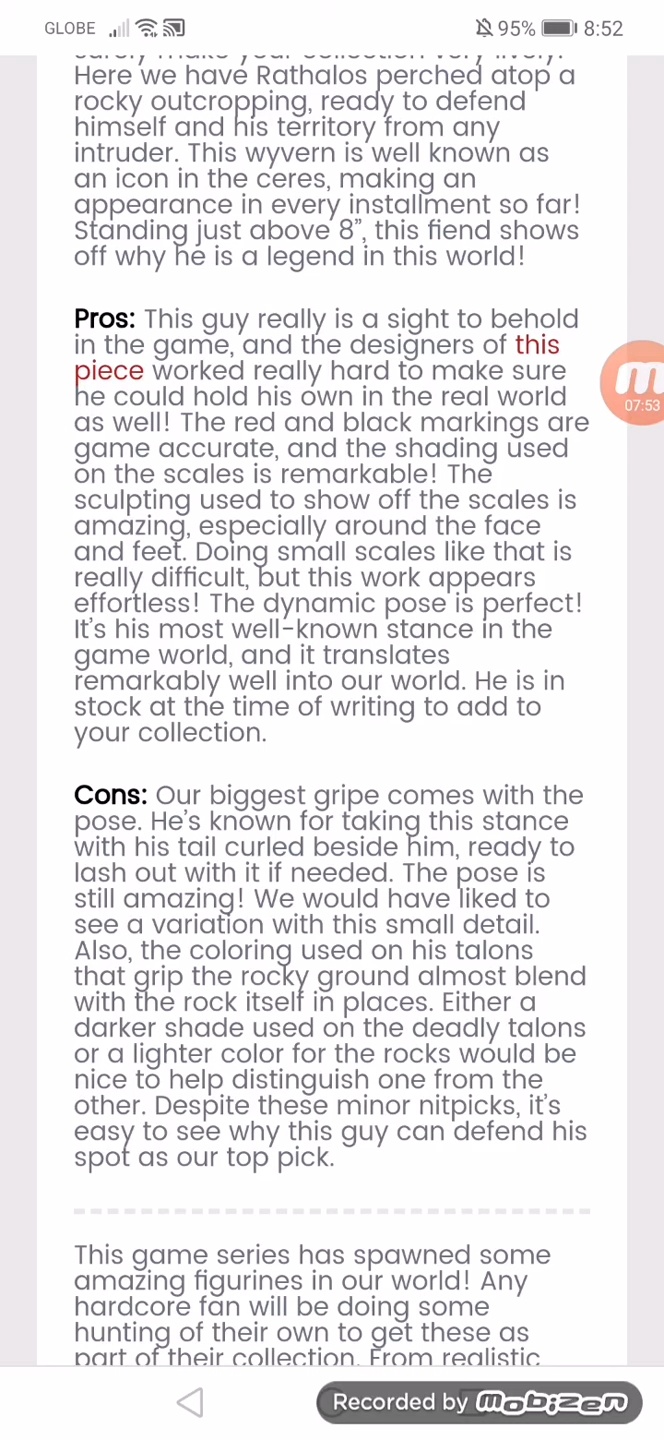 GLOBE 95% 8:52
surely make your collection very lively!
Here we have Rathalos perched atop a
rocky outcropping, ready to defend
himself and his territory from any
intruder. This wyvern is well known as
an icon in the ceres, making an
appearance in every installment so far!
Standing just above 8”, this fiend shows
off why he is a legend in this world!
Pros: This guy really is a sight to behold
in the game, and the designers of this
piece worked really hard to make sure
he could hold his own in the real world
as well! The red and black markings are
game accurate, and the shading used
on the scales is remarkable! The
sculpting used to show off the scales is
amazing, especially around the face
and feet. Doing small scales like that is
really difficult, but this work appears
effortless! The dynamic pose is perfect!
It’s his most well-known stance in the
game world, and it translates
remarkably well into our world. He is in
stock at the time of writing to add to
your collection.
m
07:53
Cons: Our biggest gripe comes with the
pose. He’s known for taking this stance
with his tail curled beside him, ready to
lash out with it if needed. The pose is
still amazing! We would have liked to
see a variation with this small detail.
Also, the coloring used on his talons
that grip the rocky ground almost blend
with the rock itself in places. Either a
darker shade used on the deadly talons
or a lighter color for the rocks would be
nice to help distinguish one from the
other. Despite these minor nitpicks, it’s
easy to see why this guy can defend his
spot as our top pick.
This game series has spawned some
amazing figurines in our world! Any
hardcore fan will be doing some
hunting of their own to get these as
part of their collection. From realistic
Recorded by mobizen